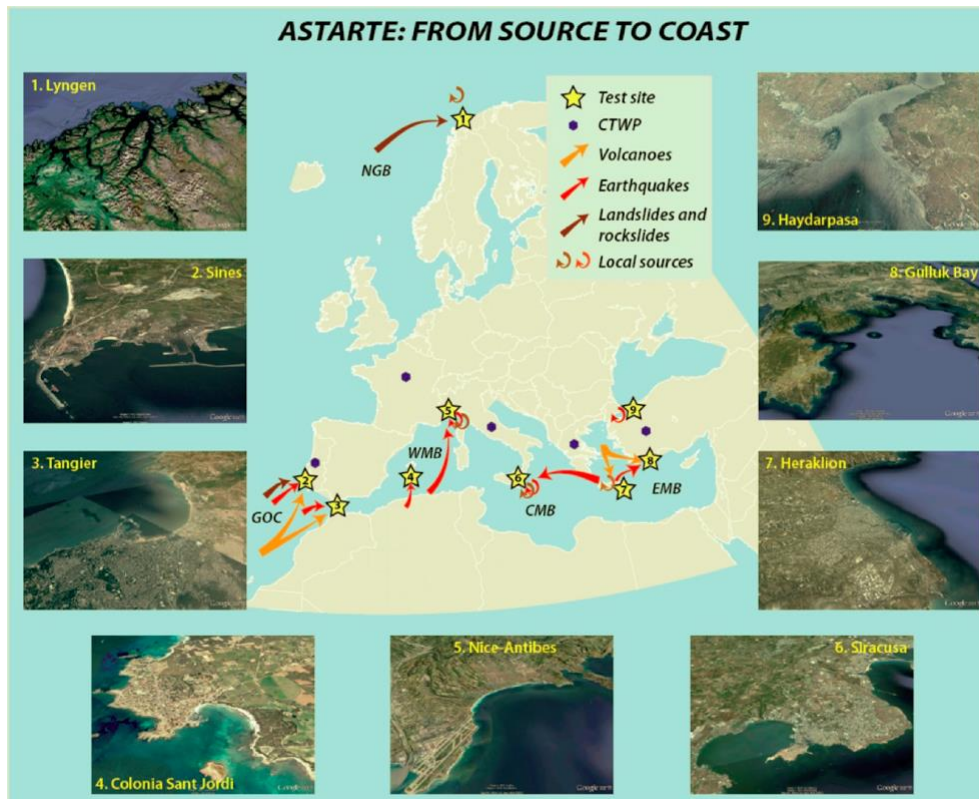 ASTARTE: FROM SOURCE TO COAST
1. Lyngen
2. Sines
3. Tangier
4. Colonia Sant Jordi
5. Nice-Antibes
6. Siracusa
7. Heraklion
8. Gulluk Bay
9. Haydarpasa
Test site
CTWP
Volcanoes
Earthquakes
Landslides and
rockslides
Local sources
NGB
GOC
WMB
CMB
EMB
1
2
3
4
5
6
7
8
9
Google earth